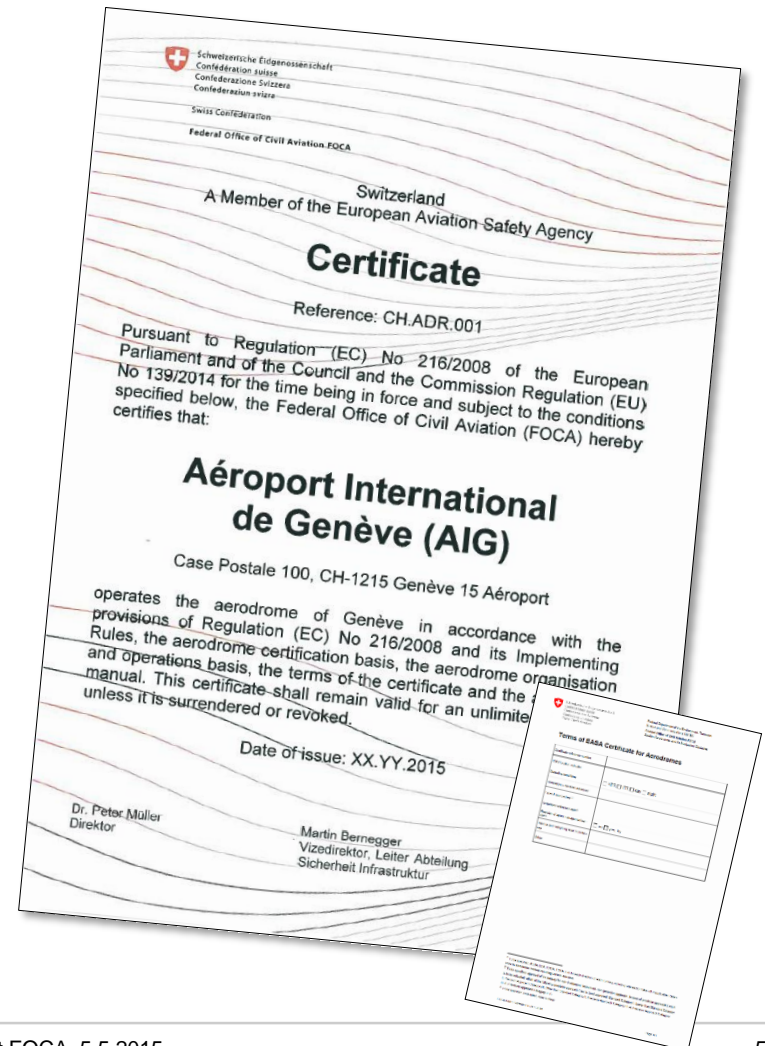 Schweizerische Eidgenossenschaft
Confédération suisse
Confederazione Svizzera
Confederaziun svizra
Swiss Confederation
Federal Office of Civil Aviation FOCA
Switzerland
A Member of the European Aviation Safety Agency
Certificate
Reference: CH.ADR.001
Pursuant to Regulation (EC) No 216/2008 of the European
Parliament and of the Council and the Commission Regulation (EU)
No 139/2014 for the time being in force and subject to the conditions
specified below, the Federal Office of Civil Aviation (FOCA) hereby
certifies that:
Aéroport International
de Genève (AIG)
Case Postale 100, CH-1215 Genève 15 Aéroport
operates the aerodrome of Genève in accordance with the
provisions of Regulation (EC) No 216/2008 and its Implementing
Rules, the aerodrome certification basis, the aerodrome organisation
and operations basis, the terms of the certificate and the
manual. This certificate shall remain valid for an
unless it is surrendered or revoked.
Date of issue: XX.YY.2015
Dr. Peter Müller
Direktor
Martin Bernegger
Vizedirektor, Leiter Abteilung
Sicherheit Infrastruktur
Terms of EASA Certificate for Aerodromes
FOCA, 5.5.2015